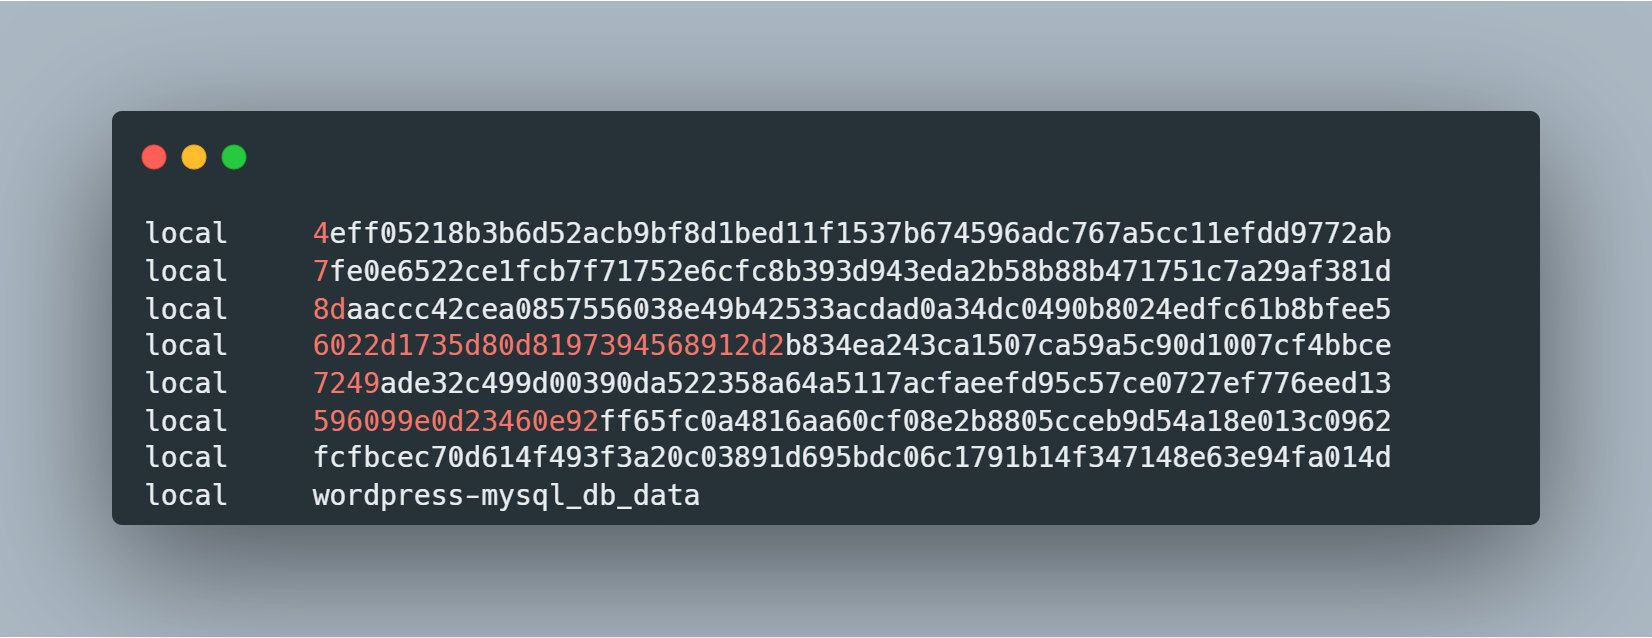 local 4eff05218b3b6d52acb9bf8d1bed11f1537b674596adc767a5cc11efdd9772ab
local 7fe0e6522ce1fcb7f71752e6cfc8b393d943eda2b58b88b471751c7a29af381d
local 8daaccc42cea0857556038e49b42533acdad0a34dc0490b8024edfc61b8bfee5
local 6022d1735d80d8197394568912d2b834ea243ca1507ca59a5c90d1007cf4bbce
local 7249ade32c499d00390da522358a64a5117acfaeefd95c57ce0727ef776eed13
local 596099e0d23460e92ff65fc0a4816aa60cf08e2b8805cceb9d54a18e013c0962
local fcfbcec70d614f493f3a20c03891d695bdc06c1791b14f347148e63e94fa014d
local wordpress-mysql_db_data